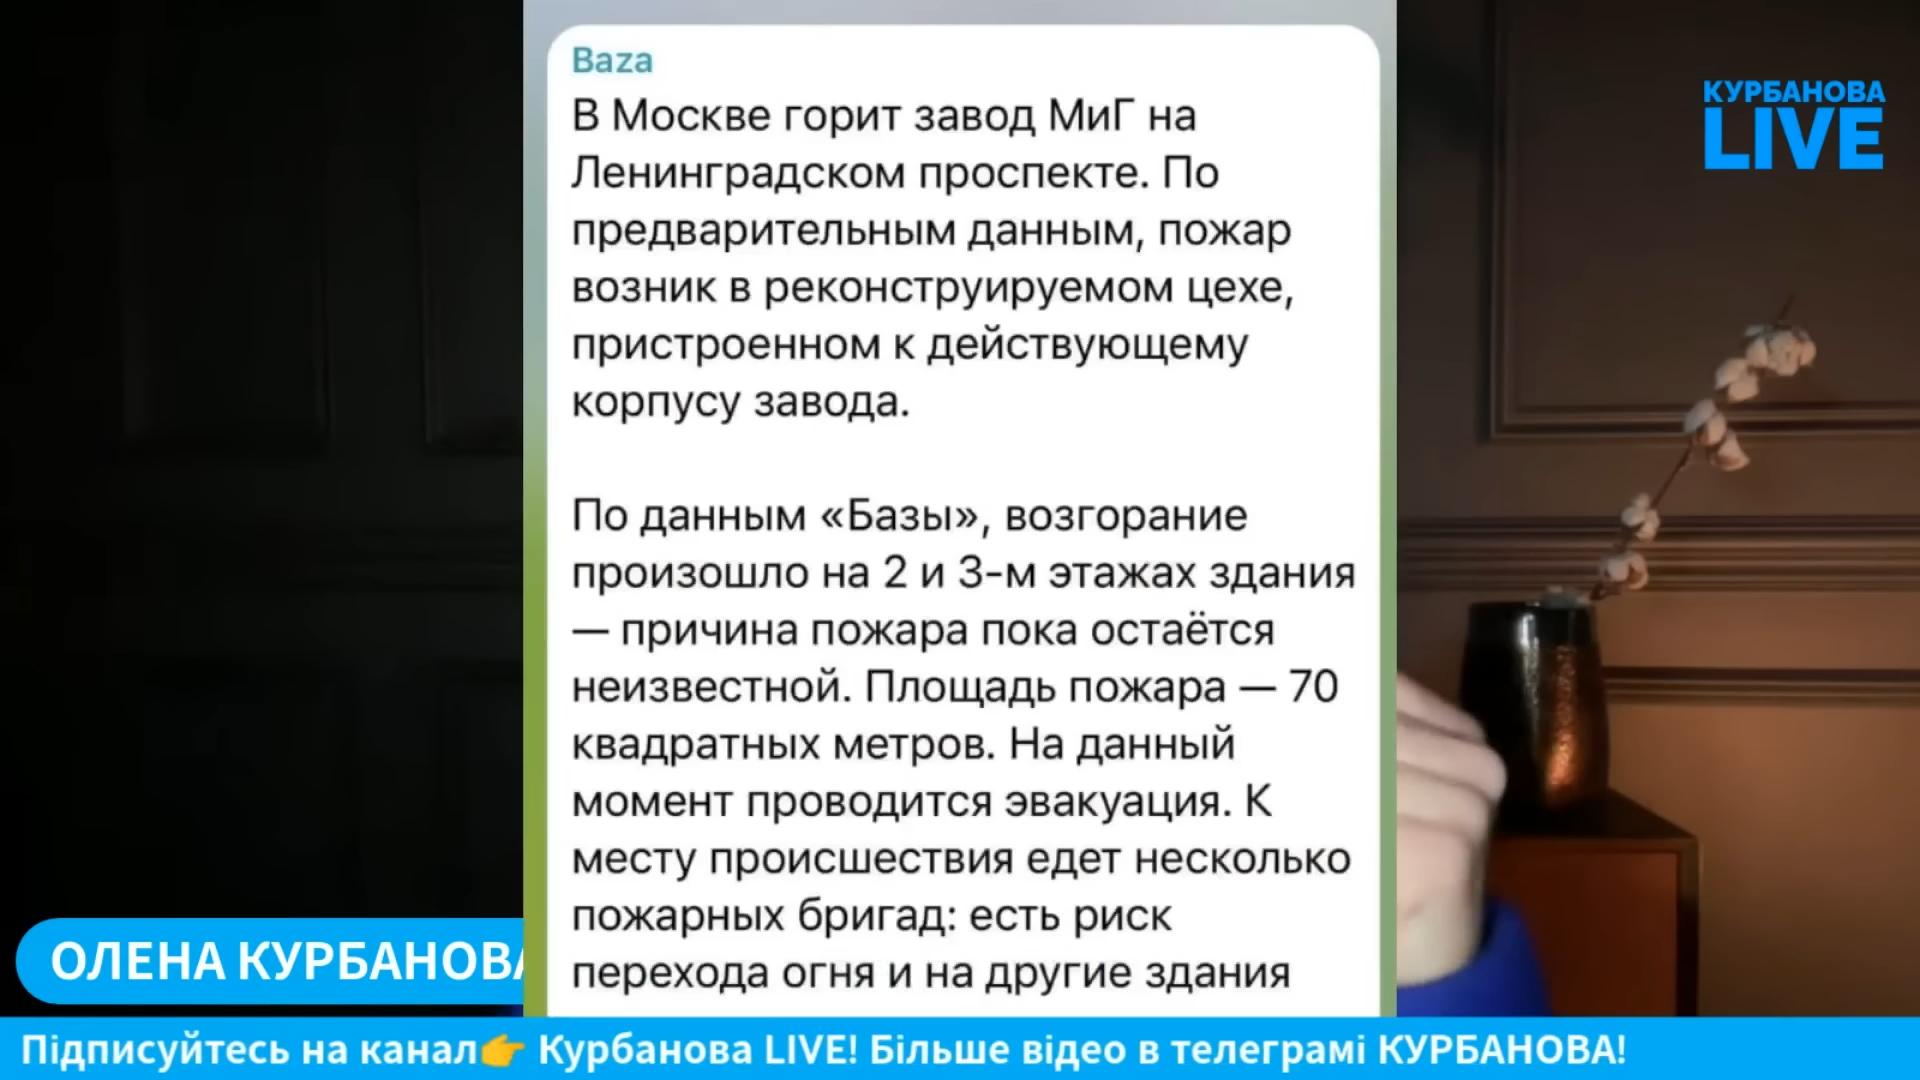 Baza
В Москве горит завод МиГ на
Ленинградском проспекте. По
предварительным данным, пожар
возник в реконструируемом цехе,
пристроенном к действующему
корпусу завода.
По данным «Базы», возгорание
произошло на 2 и 3-м этажах здания
— причина пожара пока остаётся
неизвестной. Площадь пожара — 70
квадратных метров. На данный
момент проводится эвакуация. К
месту происшествия едет несколько
пожарных бригад: есть риск
перехода огня и на другие здания
КУРБАНОВА
LIVE
ОЛЕНА КУРБАНОВА
Підписуйтесь на канал👉 Курбанова LIVE! Більше відео в телеграмі КУРБАНОВА!